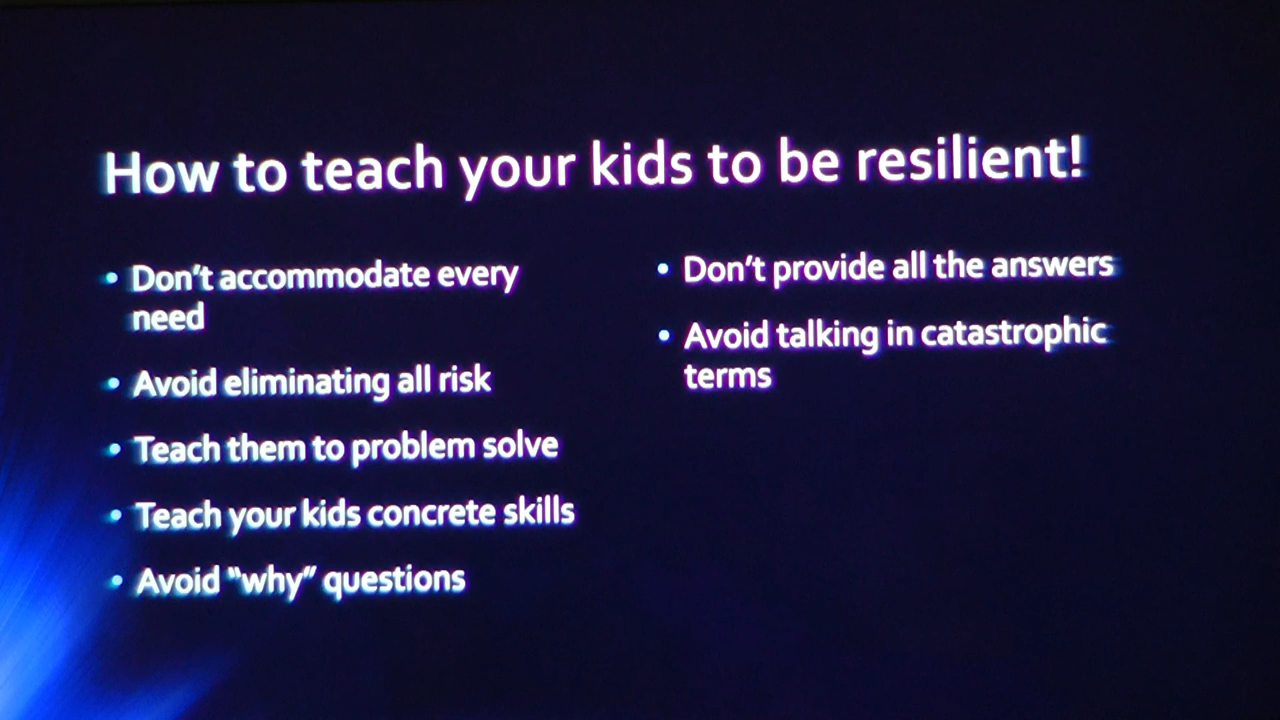 How to teach your kids to be resilient!
• Don't accommodate every
need
• Avoid eliminating all risk
• Teach them to problem solve
• Teach your kids concrete skills
• Avoid "why" questions
• Don't provide all the answers
• Avoid talking in catastrophic
terms